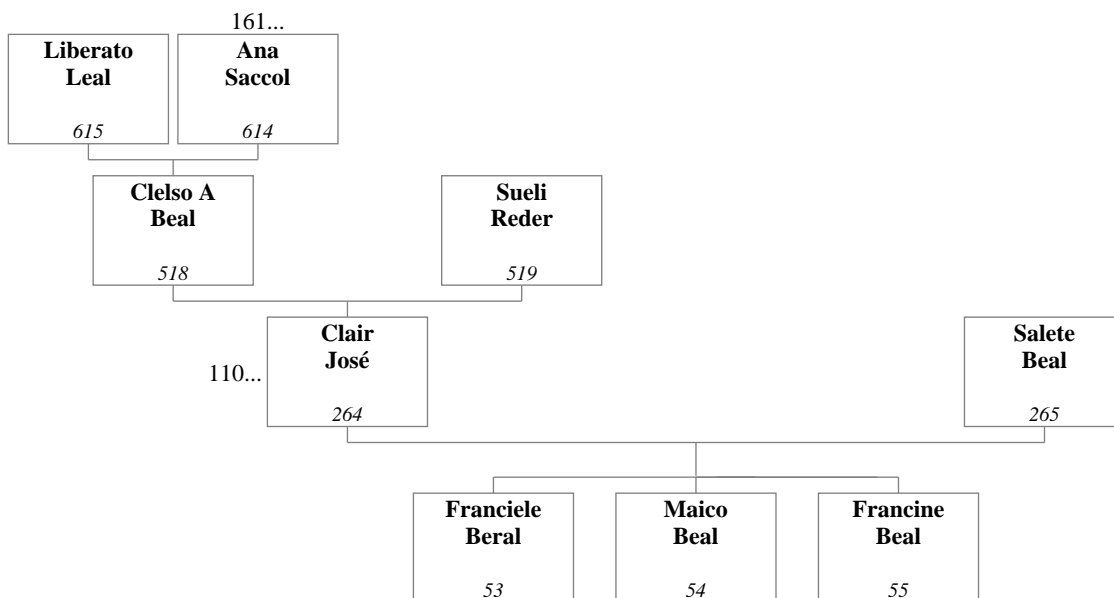 161...
Liberato
Leal
615
Ana
Saccol
614
Clelso A
Beal
518
Sueli
Reder
519
110...
Clair
José
264
Salete
Beal
265
Franciele
Beral
53
Maico
Beal
54
Francine
Beal
55